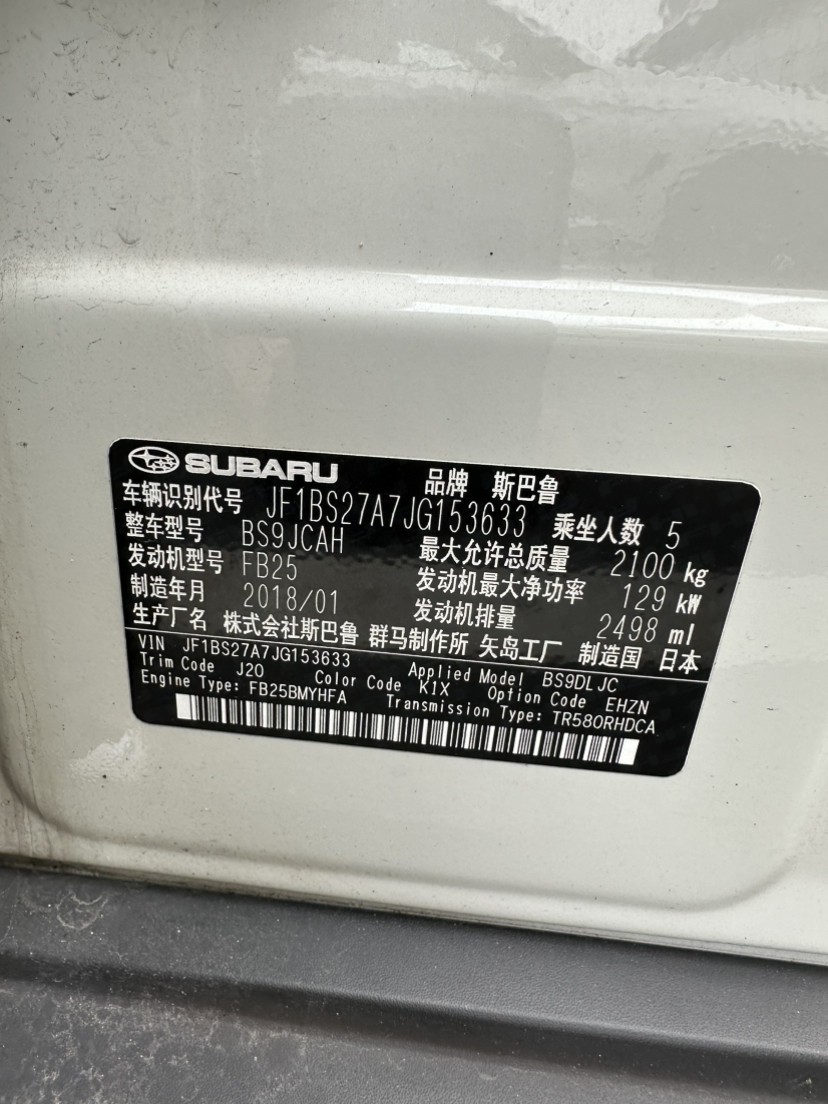 SUBARU 品牌 斯巴鲁
车辆识别代号 JF1BS27A7JG153633 乘坐人数 5
整车型号 BS9JCAH 最大允许总质量 2100 kg
发动机型号 FB25 发动机最大净功率 129 kW
制造年月 2018/01 发动机排量 2498 ml
生产厂名 株式会社斯巴鲁 群马制作所 矢岛工厂 制造国 日本
VIN JF1BS27A7JG153633 Applied Model BS9DLJC
Trim Code J20 Color Code K1X Option Code EHZN
Engine Type: FB25BMYHFA Transmission Type: TR580RHDCA